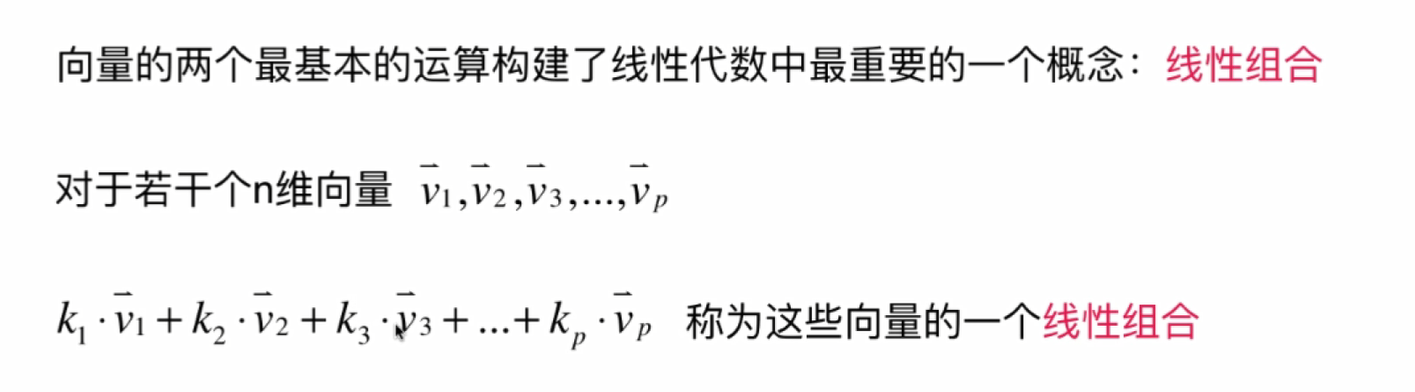 向量的两个最基本的运算构建了线性代数中最重要的一个概念：线性组合
对于若干个n维向量 $\vec{v}_1,\vec{v}_2,\vec{v}_3,...,\vec{v}_p$
$k_1 \cdot \vec{v}_1 + k_2 \cdot \vec{v}_2 + k_3 \cdot \vec{v}_3 + ... + k_p \cdot \vec{v}_p$ 称为这些向量的一个线性组合